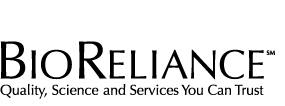 BIORELIANCE℠
Quality, Science and Services You Can Trust